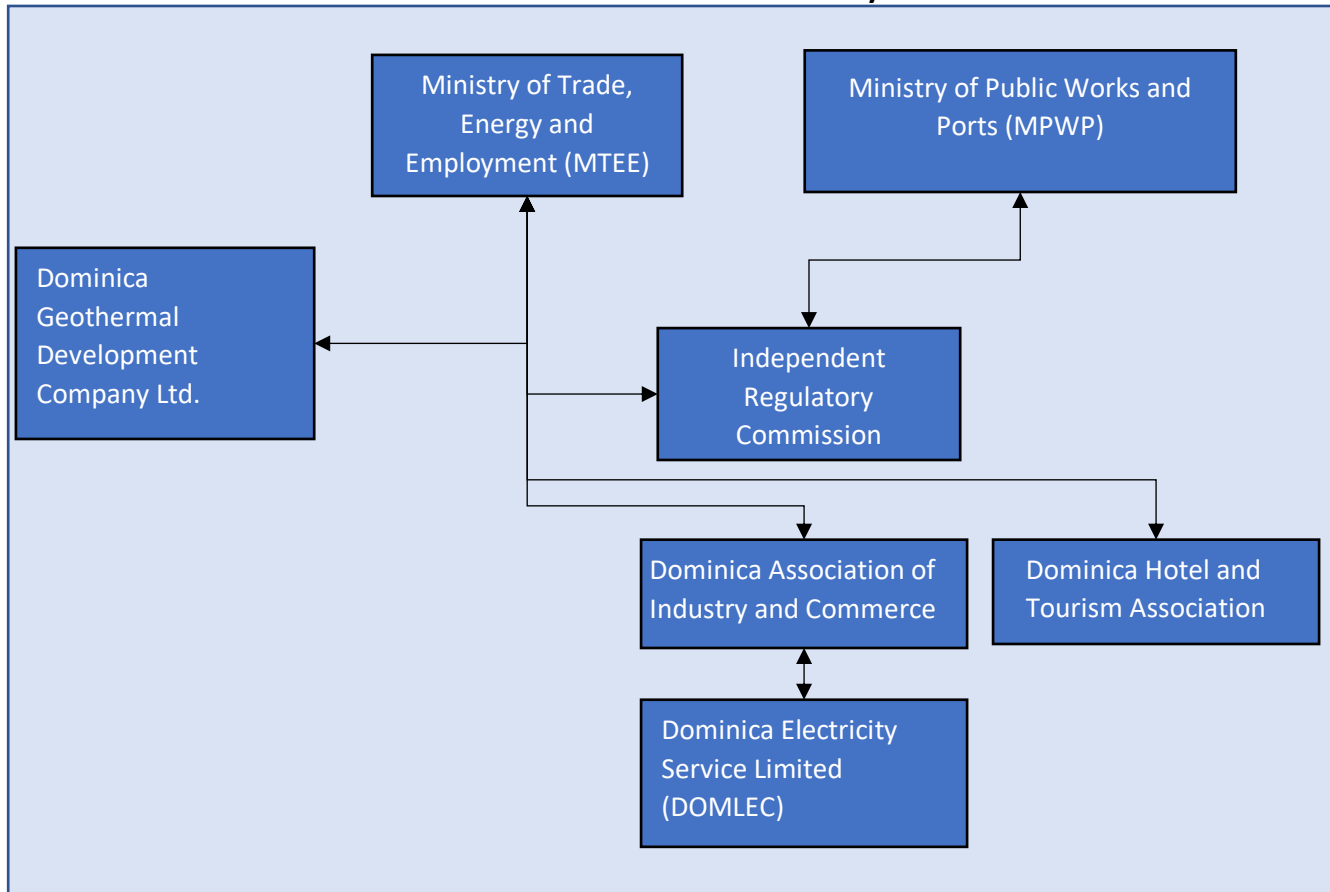 Ministry of Trade,
Energy and
Employment (MTEE)
Ministry of Public Works and
Ports (MPWP)
Dominica
Geothermal
Development
Company Ltd.
Independent
Regulatory
Commission
Dominica Association of
Industry and Commerce
Dominica Hotel and
Tourism Association
Dominica Electricity
Service Limited
(DOMLEC)